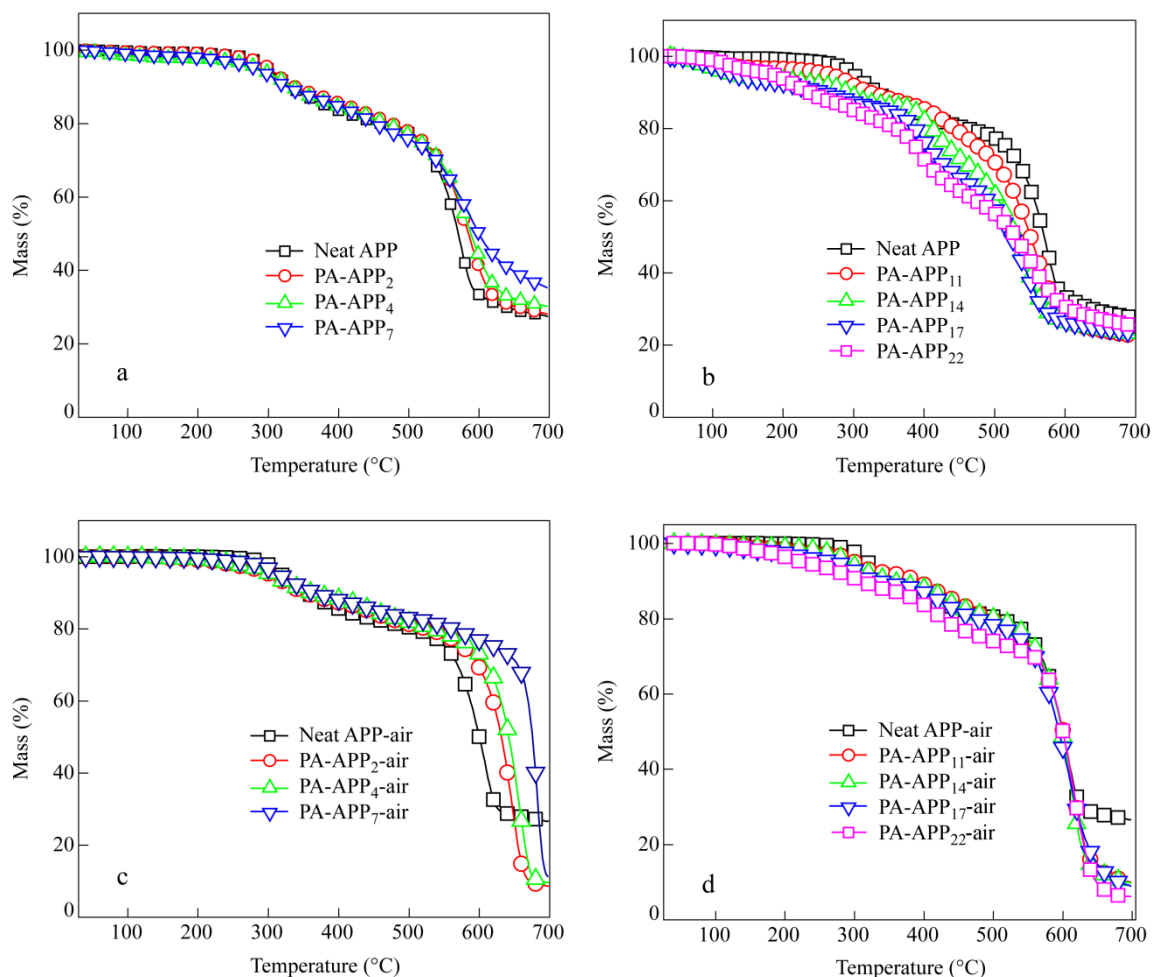 100
80
60
40
20
0
Mass (%)
Neat APP
PA-APP₂
PA-APP₄
PA-APP₇
a
100 200 300 400 500 600 700
Temperature (°C)
100
80
60
40
20
0
Mass (%)
Neat APP
PA-APP₁₁
PA-APP₁₄
PA-APP₁₇
PA-APP₂₂
b
100 200 300 400 500 600 700
Temperature (°C)
100
80
60
40
20
0
Mass (%)
Neat APP-air
PA-APP₂-air
PA-APP₄-air
PA-APP₇-air
c
100 200 300 400 500 600 700
Temperature (°C)
100
80
60
40
20
0
Mass (%)
Neat APP-air
PA-APP₁₁-air
PA-APP₁₄-air
PA-APP₁₇-air
PA-APP₂₂-air
d
100 200 300 400 500 600 700
Temperature (°C)